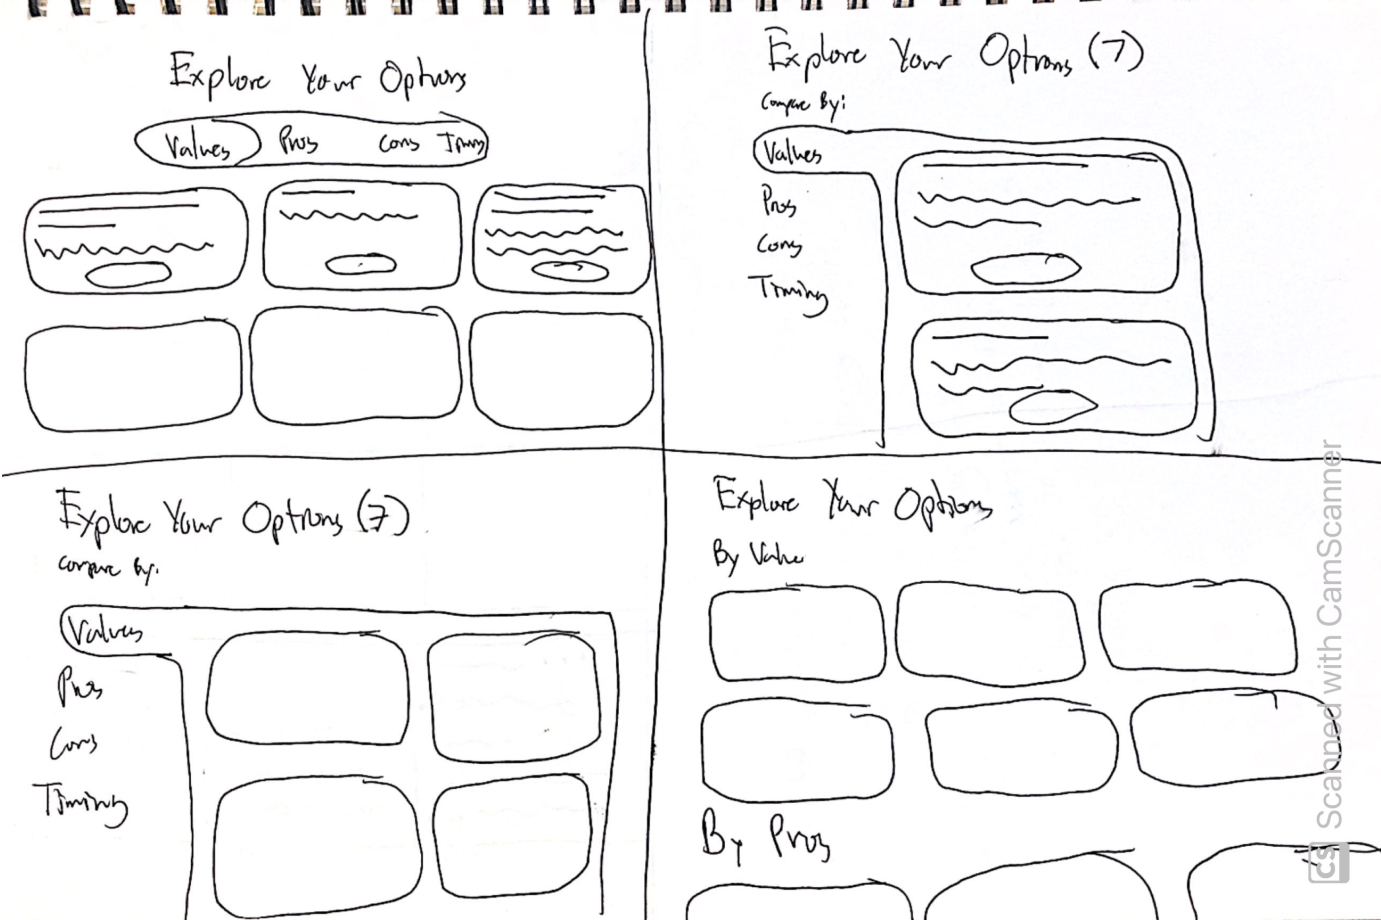 Explore Your Options
Values Pros Cons Timing
Explore Your Options (7)
Compare By:
Values
Pros
Cons
Timing
Explore Your Options (7)
Compare By:
Values
Pros
Cons
Timing
Explore Your Options
By Value
By Pros
CS Scanned with CamScanner